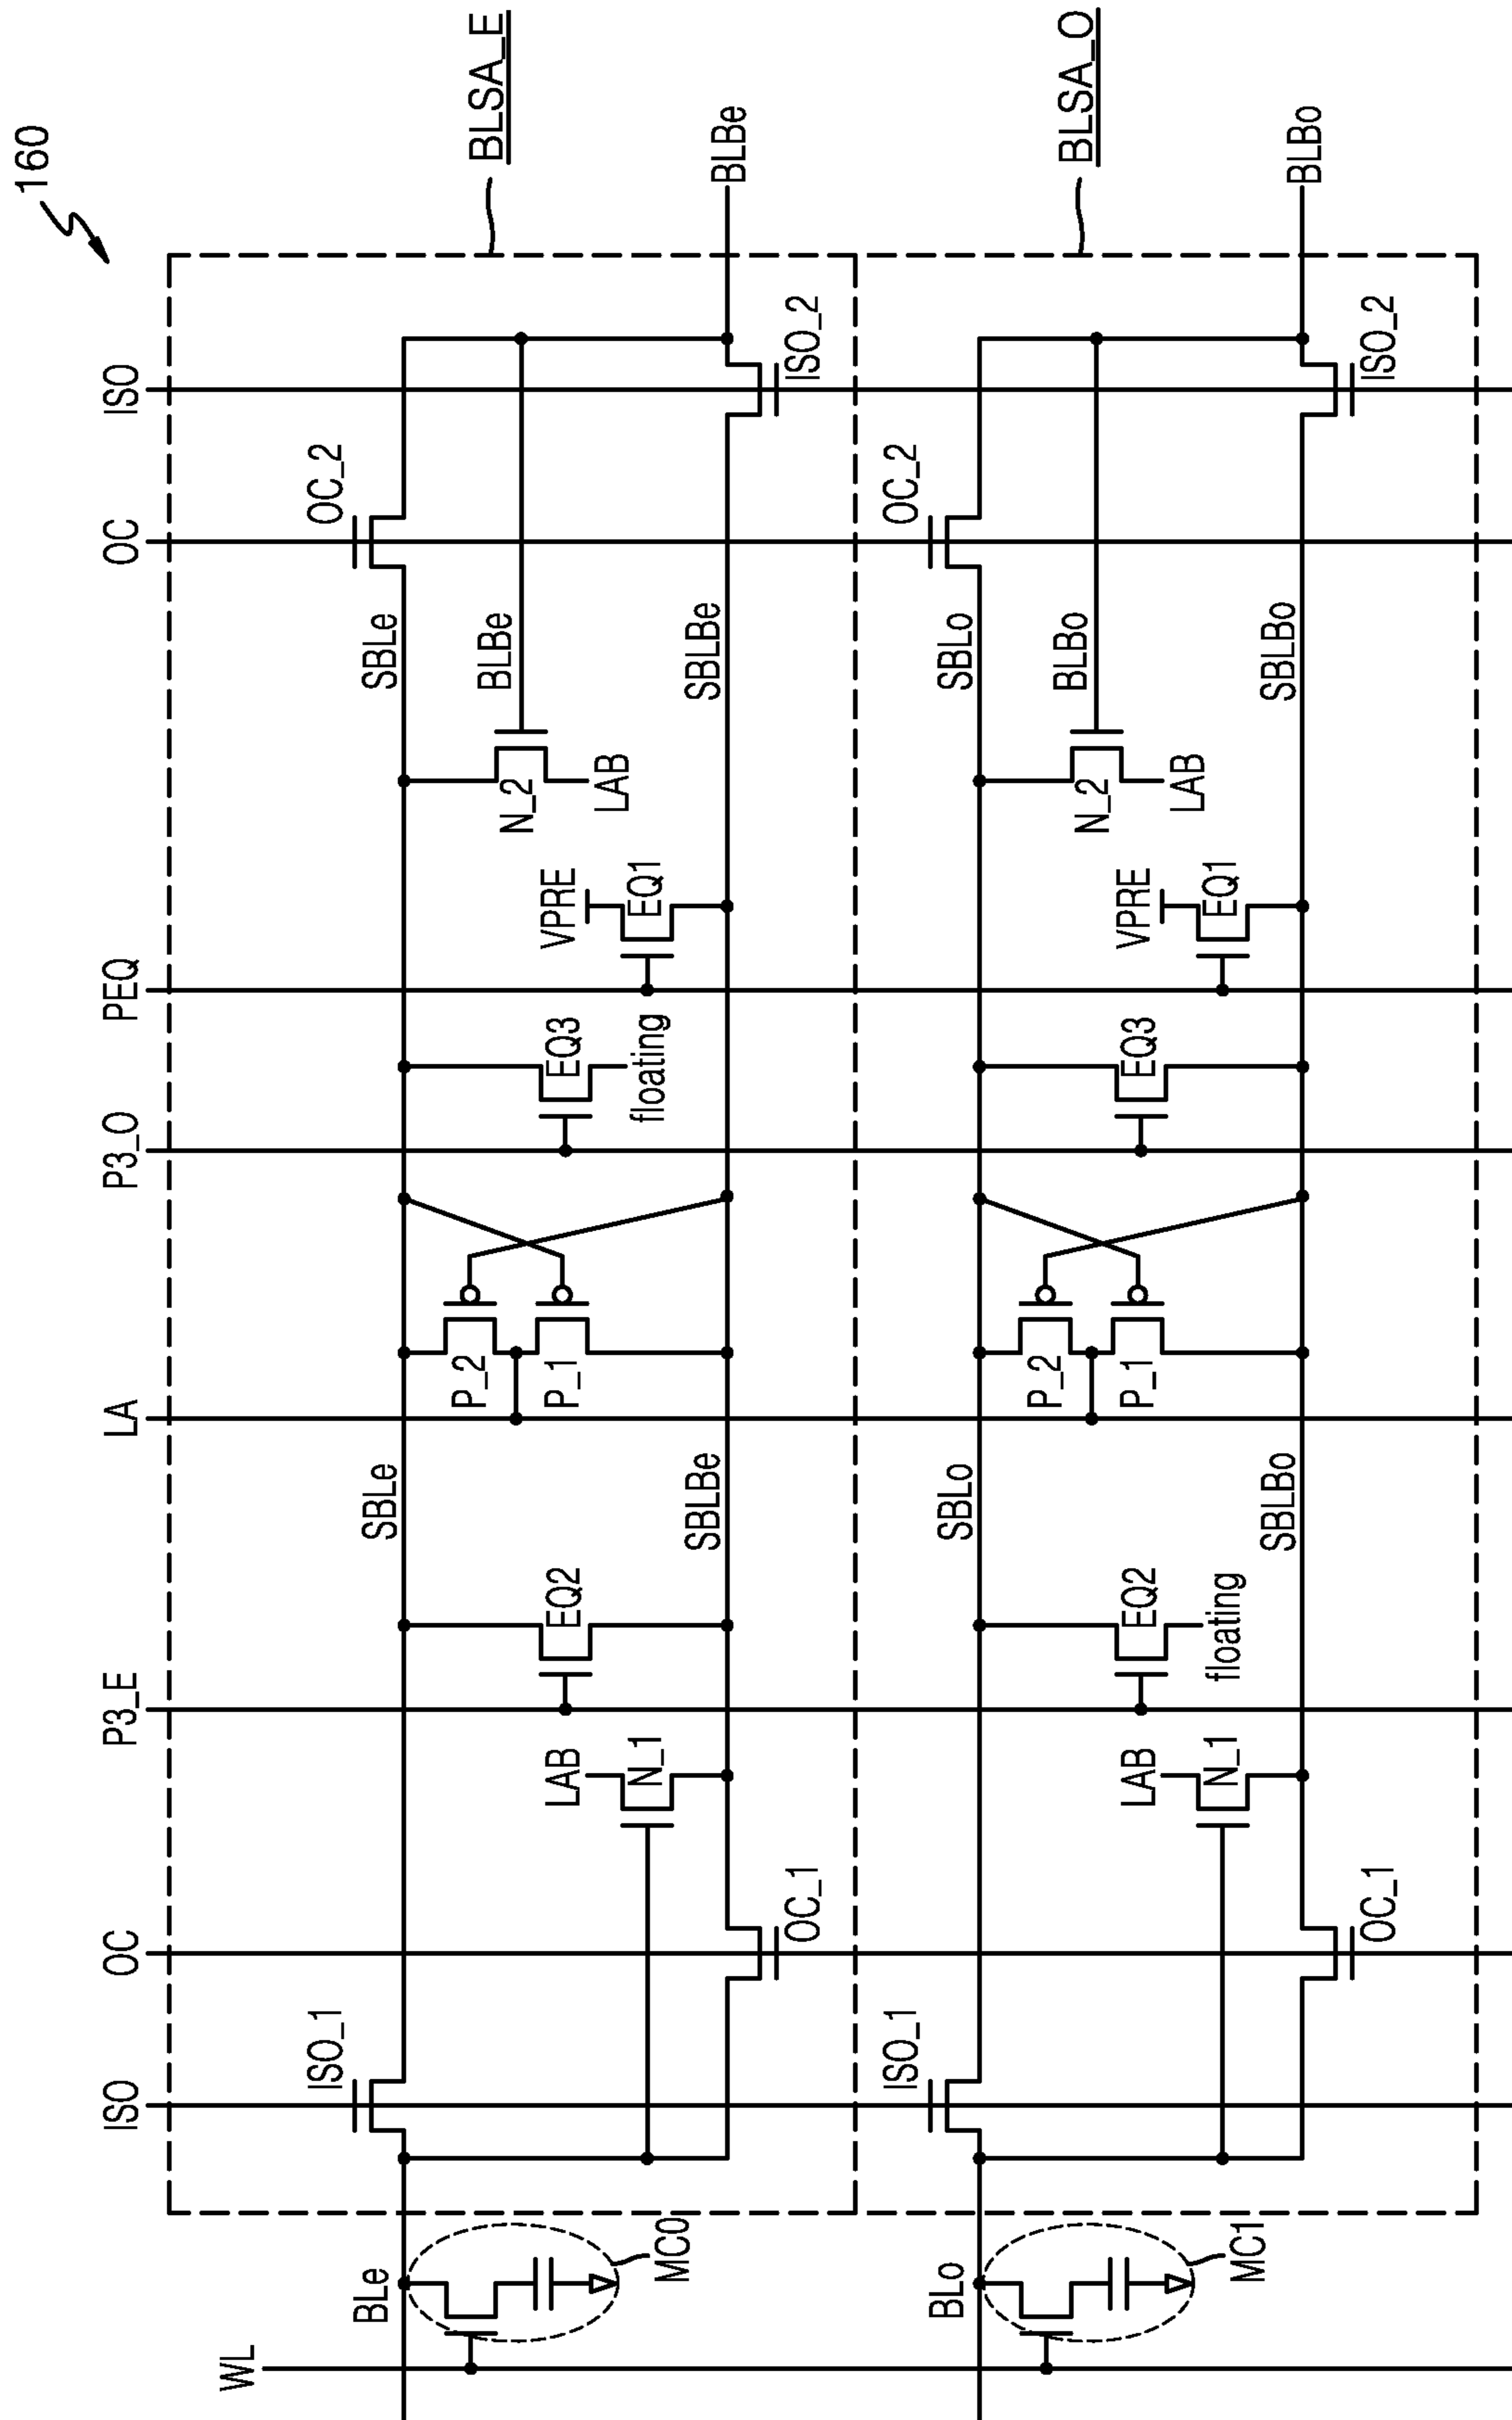 160
WL
ISO
OC
P3_E
LA
P3_O
PEQ
OC
ISO
BLSA_E
BLe
MC0
ISO_1
OC_1
LAB
N_1
EQ2
SBLe
SBLBe
P_2
P_1
EQ3
floating
VPRE
EQ1
N_2
LAB
SBLe
BLBe
SBLBe
OC_2
ISO_2
BLBe
BLSA_O
BLo
MC1
ISO_1
OC_1
LAB
N_1
EQ2
floating
SBLo
SBLBo
P_2
P_1
EQ3
VPRE
EQ1
N_2
LAB
SBLo
BLBo
SBLBo
OC_2
ISO_2
BLBo